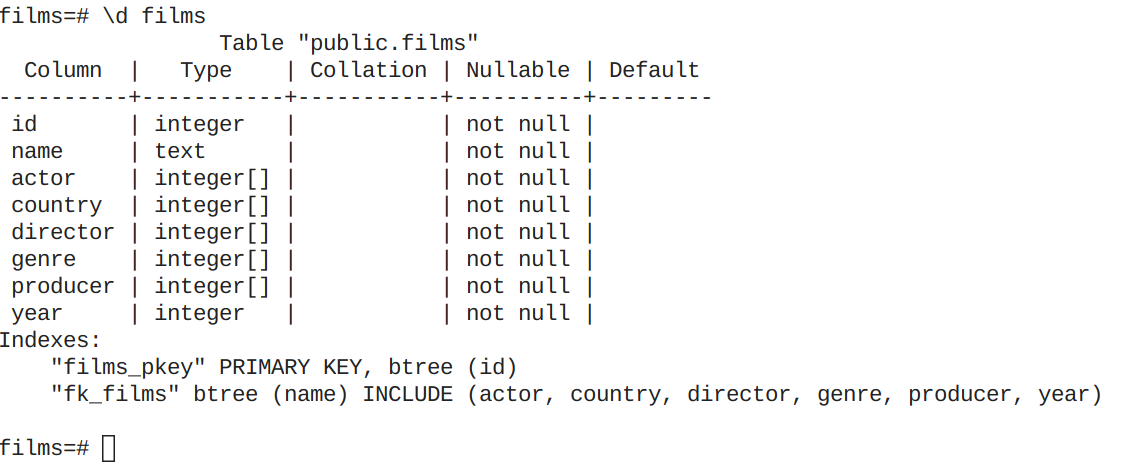 films=# \d films
                 Table "public.films"
  Column  |   Type    | Collation | Nullable | Default
----------+-----------+-----------+----------+---------
 id       | integer   |           | not null |
 name     | text      |           | not null |
 actor    | integer[] |           | not null |
 country  | integer[] |           | not null |
 director | integer[] |           | not null |
 genre    | integer[] |           | not null |
 producer | integer[] |           | not null |
 year     | integer   |           | not null |
Indexes:
    "films_pkey" PRIMARY KEY, btree (id)
    "fk_films" btree (name) INCLUDE (actor, country, director, genre, producer, year)

films=#